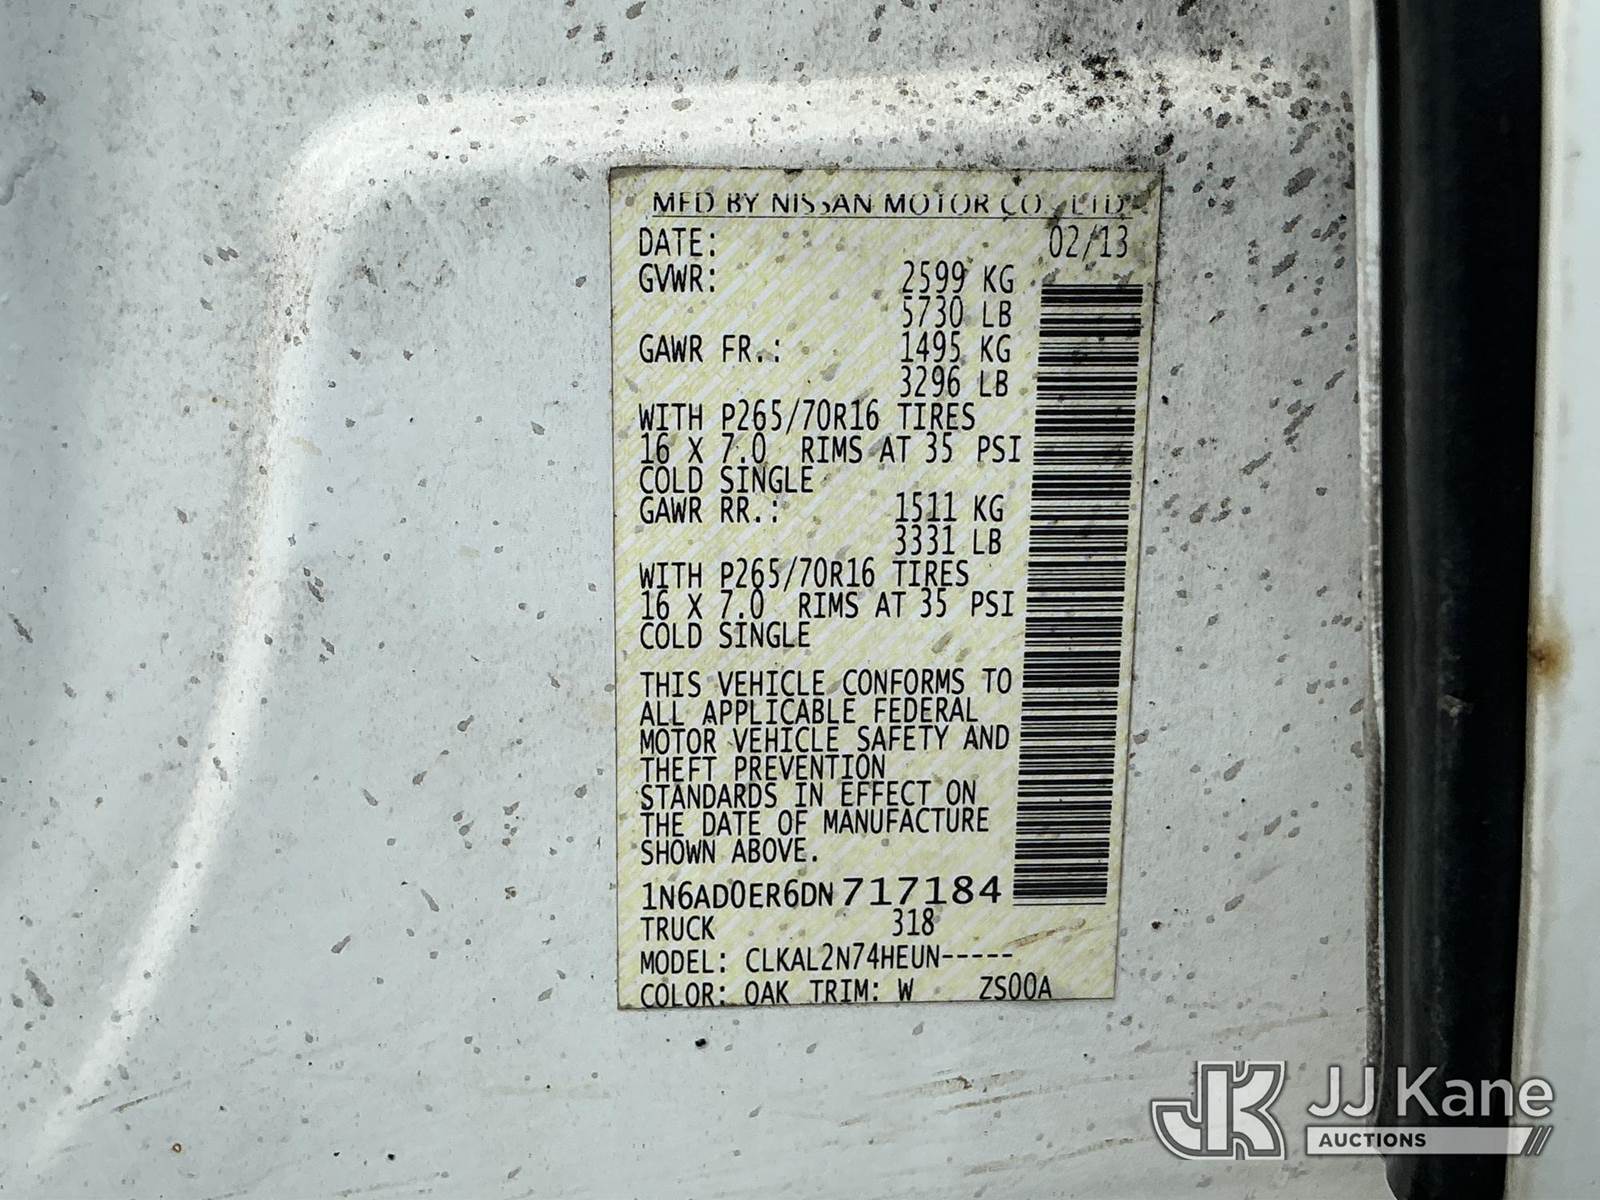 MFD BY NISSAN MOTOR CO., LTD.
DATE: 02/13
GVWR: 2599 KG
5730 LB
GAWR FR.: 1495 KG
3296 LB
WITH P265/70R16 TIRES
16 X 7.0 RIMS AT 35 PSI
COLD SINGLE
GAWR RR.: 1511 KG
3331 LB
WITH P265/70R16 TIRES
16 X 7.0 RIMS AT 35 PSI
COLD SINGLE
THIS VEHICLE CONFORMS TO
ALL APPLICABLE FEDERAL
MOTOR VEHICLE SAFETY AND
THEFT PREVENTION
STANDARDS IN EFFECT ON
THE DATE OF MANUFACTURE
SHOWN ABOVE.
1N6AD0ER6DN717184
TRUCK 318
MODEL: CLKAL2N74HEUN-----
COLOR: QAK TRIM: W ZS00A
JK JJ Kane
AUCTIONS